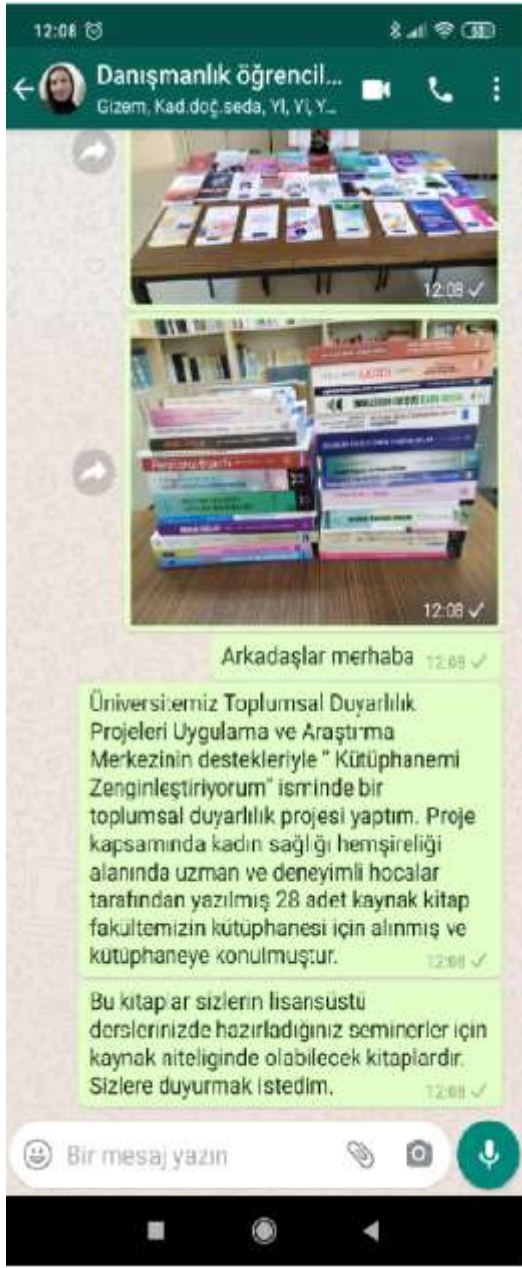 12:08
Danışmanlık öğrencil...
Gizem, Kad.doç.seda, Yl, Yl, Y...
12:08
12:08
Arkadaşlar merhaba 12:08
Üniversitemiz Toplumsal Duyarlılık
Projeleri Uygulama ve Araştırma
Merkezinin destekleriyle " Kütüphanemi
Zenginleştiriyorum" isminde bir
toplumsal duyarlılık projesi yaptım. Proje
kapsamında kadın sağlığı hemşireliği
alanında uzman ve deneyimli hocalar
tarafından yazılmış 28 adet kaynak kitap
fakültemizin kütüphanesi için alınmış ve
kütüphaneye konulmuştur. 12:08
Bu kitaplar sizlerin lisansüstü
derslerinizde hazırladığınız seminerler için
kaynak niteliginde olabilecek kitaplardır.
Sizlere duyurmak istedim. 12:08
Bir mesaj yazın